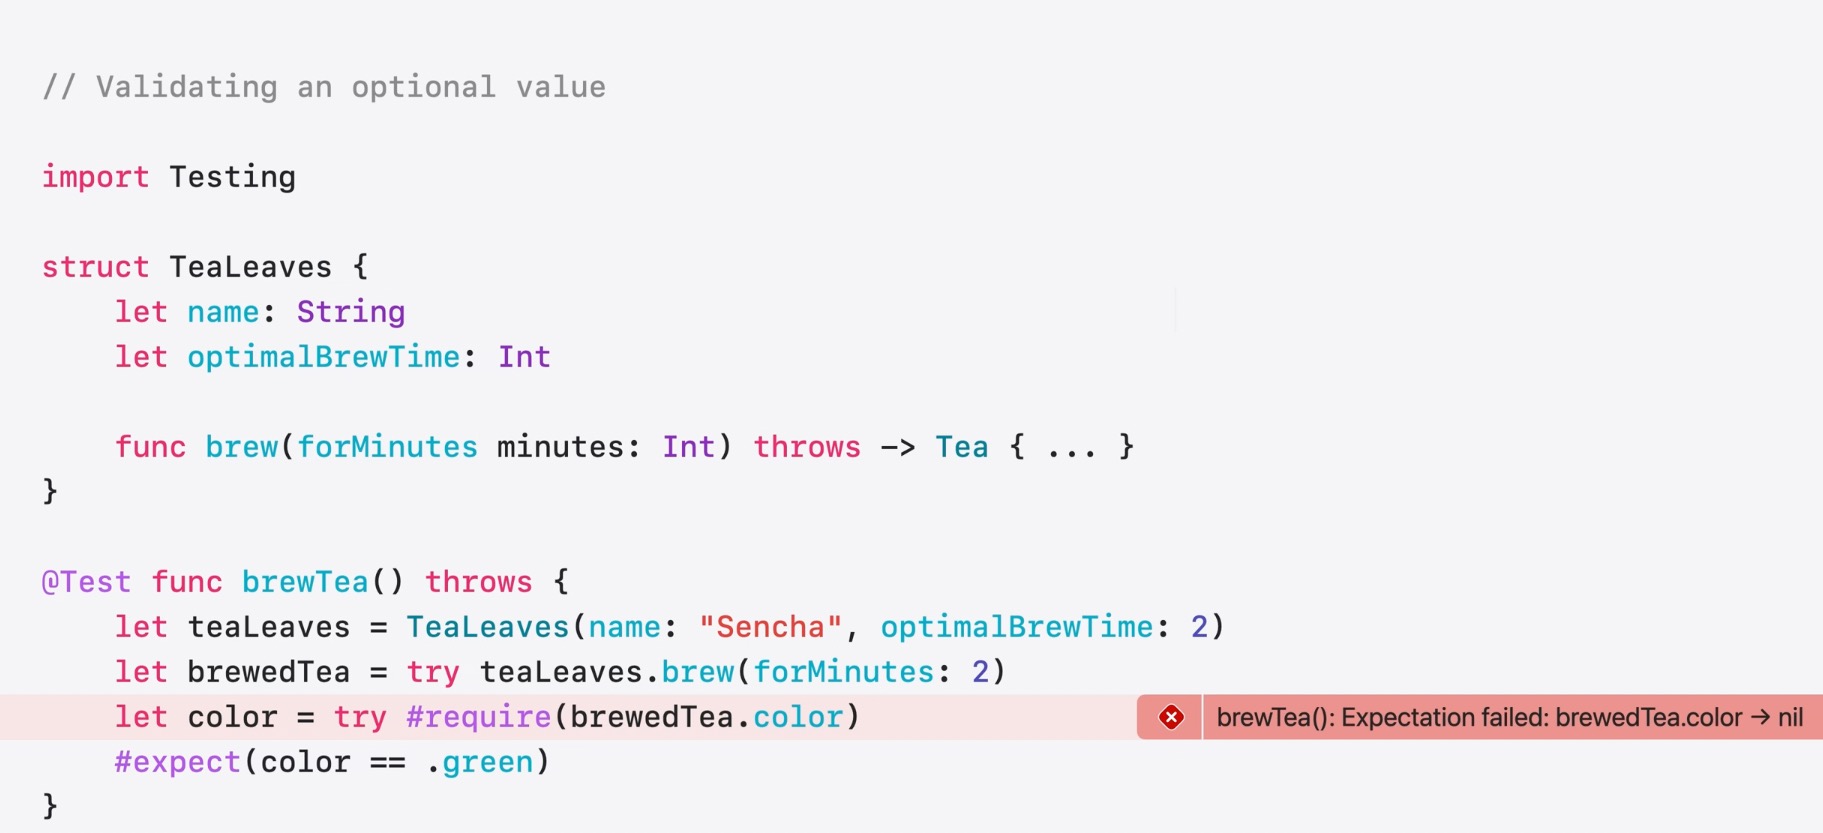 // Validating an optional value
import Testing
struct TeaLeaves {
    let name: String
    let optimalBrewTime: Int
    func brew(forMinutes minutes: Int) throws -> Tea { ... }
}
@Test func brewTea() throws {
    let teaLeaves = TeaLeaves(name: "Sencha", optimalBrewTime: 2)
    let brewedTea = try teaLeaves.brew(forMinutes: 2)
    let color = try #require(brewedTea.color) brewTea(): Expectation failed: brewedTea.color → nil
    #expect(color == .green)
}